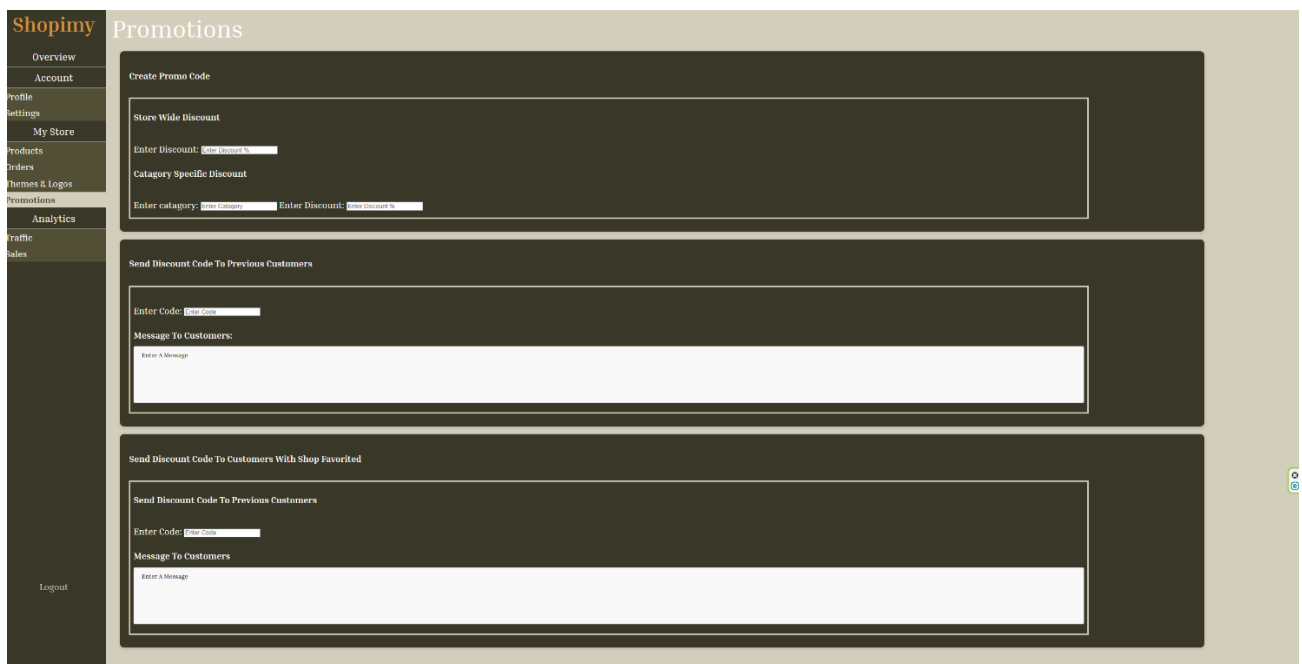 Shopimy
Promotions
Overview
Account
Profile
Settings
My Store
Products
Orders
Themes & Logos
Promotions
Analytics
Traffic
Sales
Logout
Create Promo Code
Store Wide Discount
Enter Discount: Enter Discount %
Catagory Specific Discount
Enter catagory: Enter Catagory Enter Discount: Enter Discount %
Send Discount Code To Previous Customers
Enter Code: Enter Code
Message To Customers:
Enter A Message
Send Discount Code To Customers With Shop Favorited
Send Discount Code To Previous Customers
Enter Code: Enter Code
Message To Customers
Enter A Message